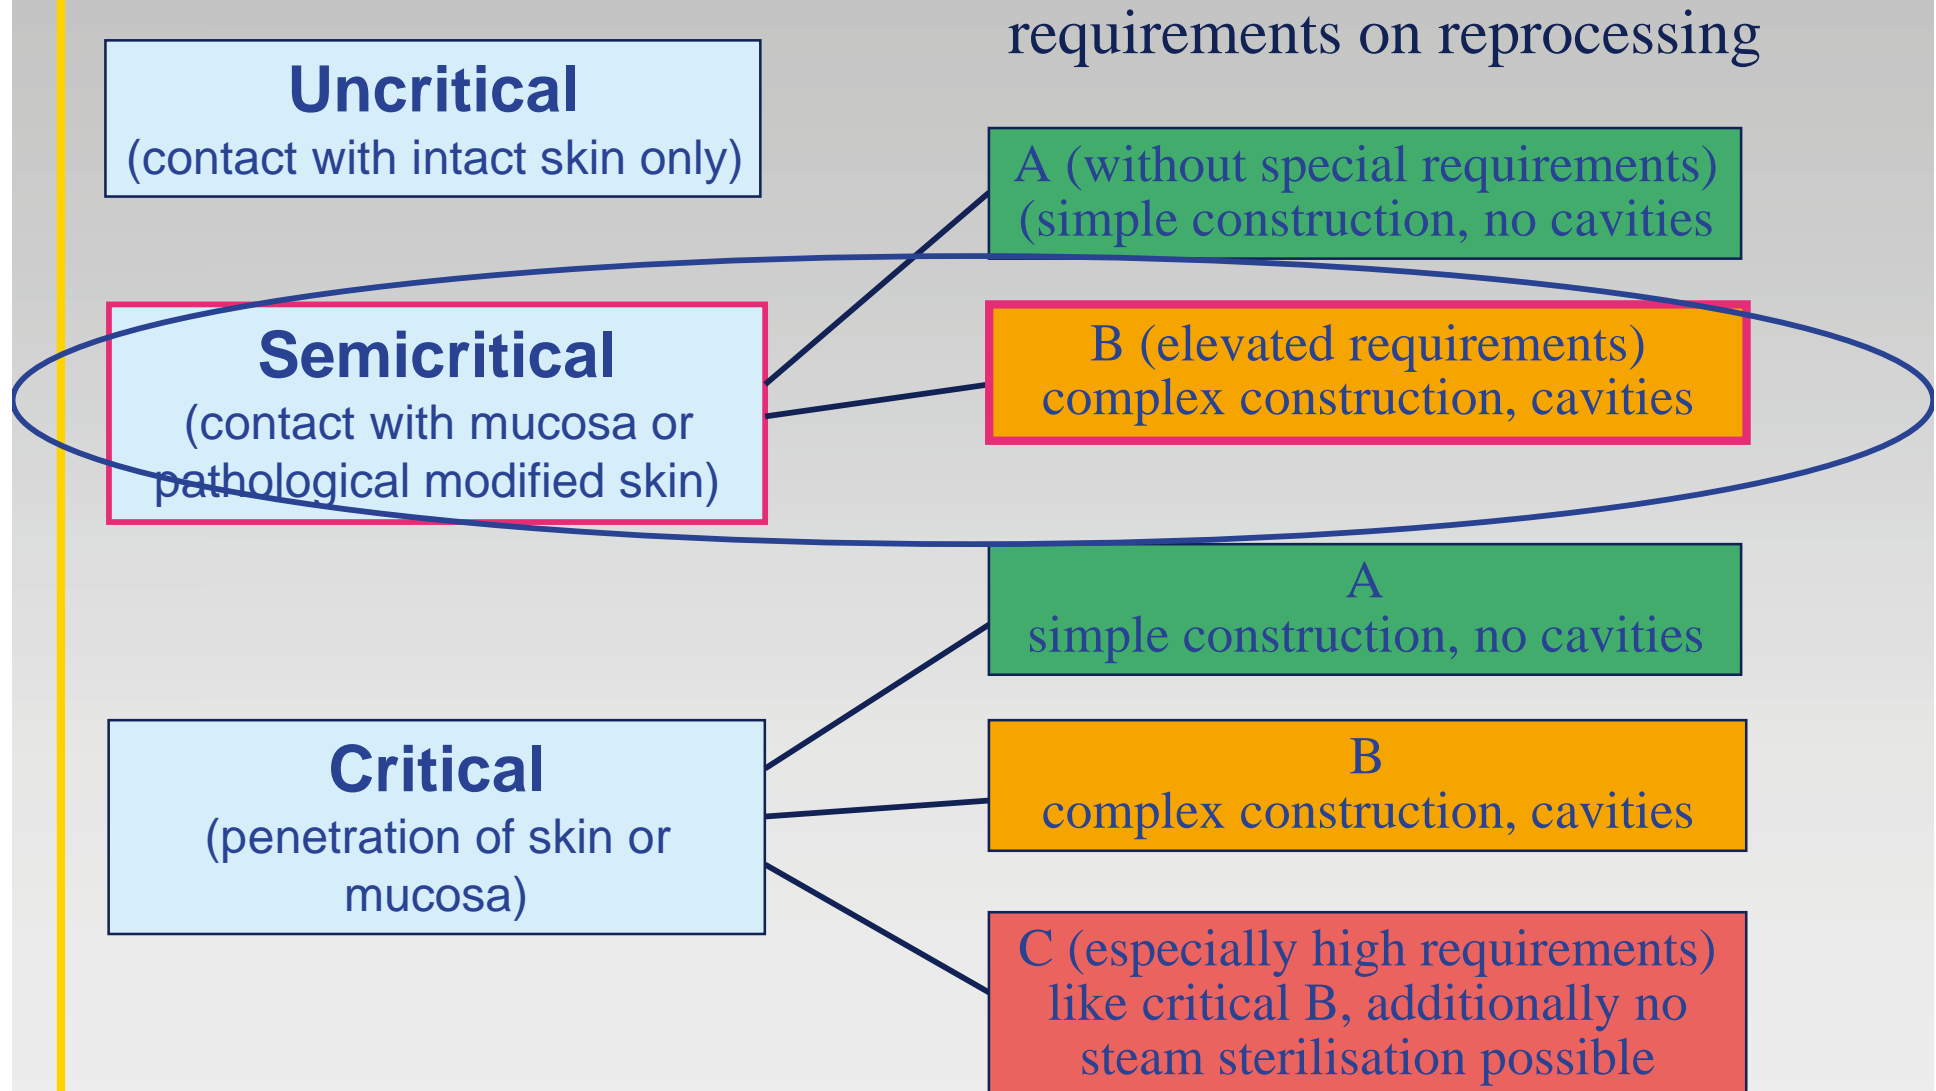 requirements on reprocessing
Uncritical
(contact with intact skin only)
A (without special requirements)
(simple construction, no cavities
Semicritical
(contact with mucosa or
pathological modified skin)
B (elevated requirements)
complex construction, cavities
A
simple construction, no cavities
Critical
(penetration of skin or
mucosa)
B
complex construction, cavities
C (especially high requirements)
like critical B, additionally no
steam sterilisation possible